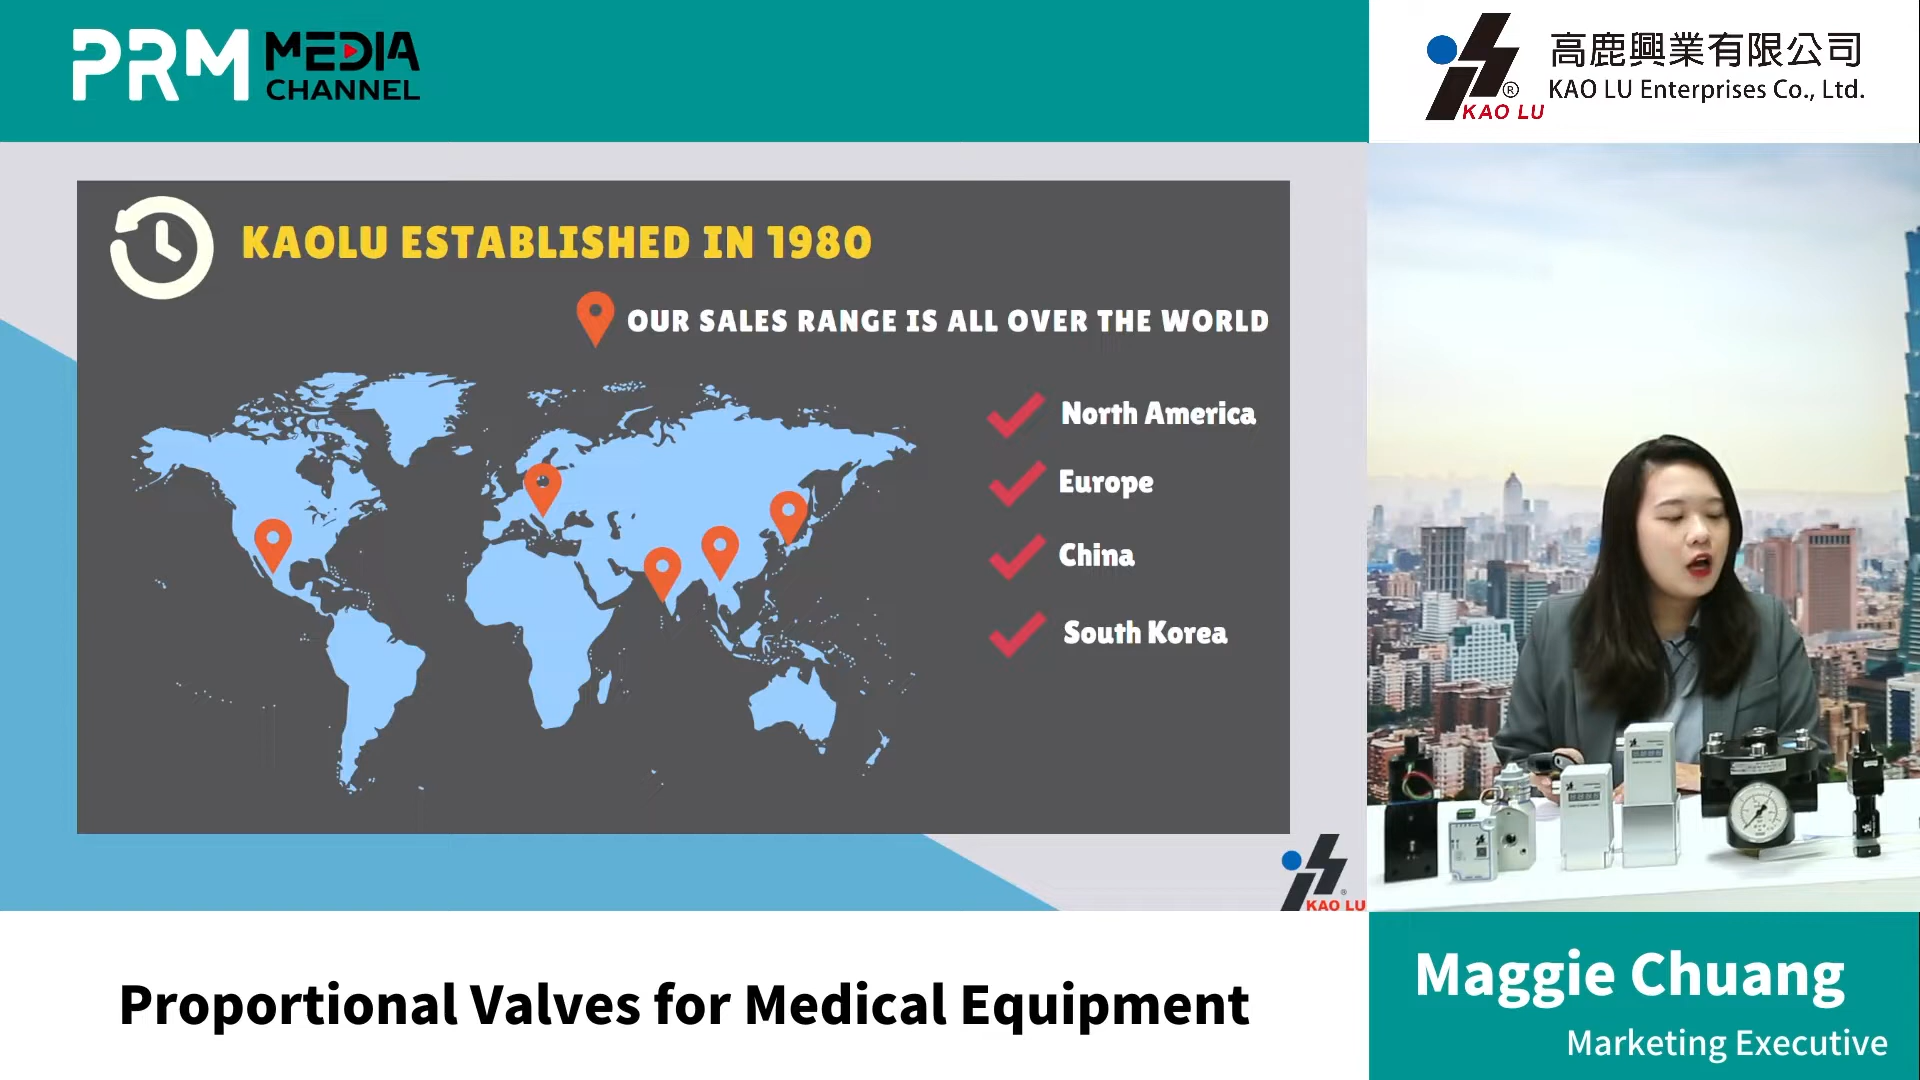 PRM MEDIA
CHANNEL
高鹿興業有限公司
KAO LU Enterprises Co., Ltd.
® KAO LU
KAOLU ESTABLISHED IN 1980
OUR SALES RANGE IS ALL OVER THE WORLD
North America
Europe
China
South Korea
® KAO LU
Proportional Valves for Medical Equipment
Maggie Chuang
Marketing Executive